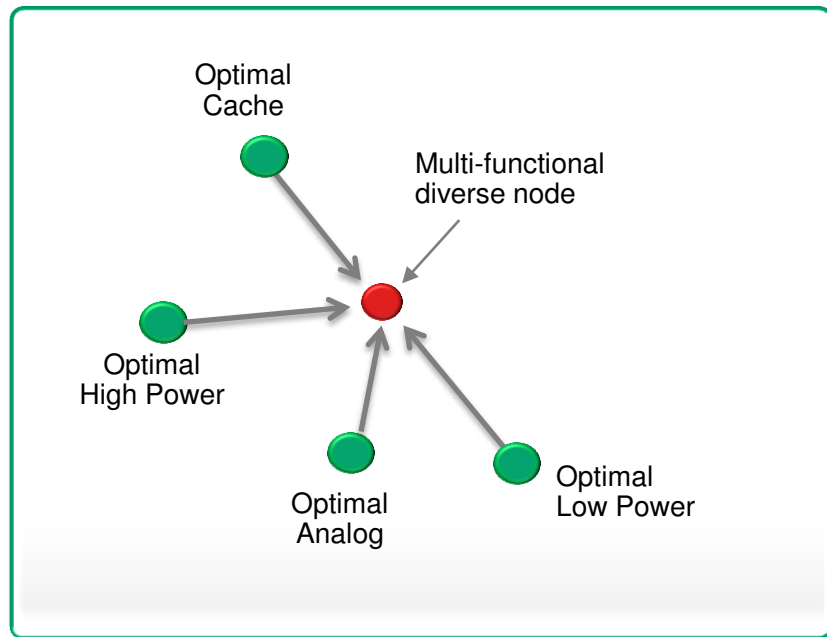 Optimal
Cache
Multi-functional
diverse node
Optimal
High Power
Optimal
Analog
Optimal
Low Power